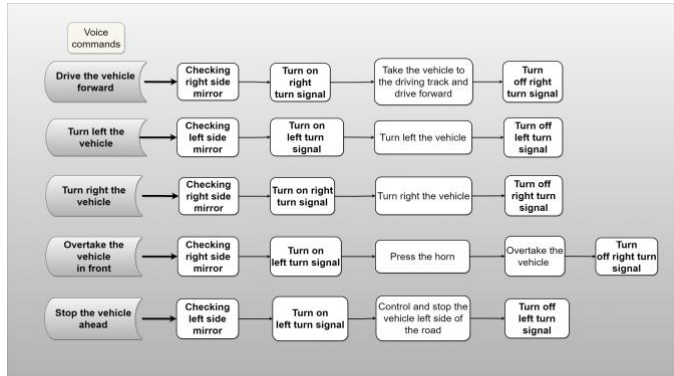 Voice
commands
Drive the vehicle
forward
Checking
right side
mirror
Turn on
right
turn signal
Take the vehicle to
the driving track and
drive forward
Turn
off right
turn signal
Turn left the
vehicle
Checking
left side
mirror
Turn on
left turn
signal
Turn left the vehicle
Turn off
left turn
signal
Turn right the
vehicle
Checking
right side
mirror
Turn on right
turn signal
Turn right the vehicle
Turn off
right turn
signal
Overtake the
vehicle
in front
Checking
right side
mirror
Turn on
left turn signal
Press the horn
Overtake the
vehicle
Turn
off right turn
signal
Stop the vehicle
ahead
Checking
left side
mirror
Turn on
left turn signal
Control and stop the
vehicle left side of
the road
Turn off
left turn
signal